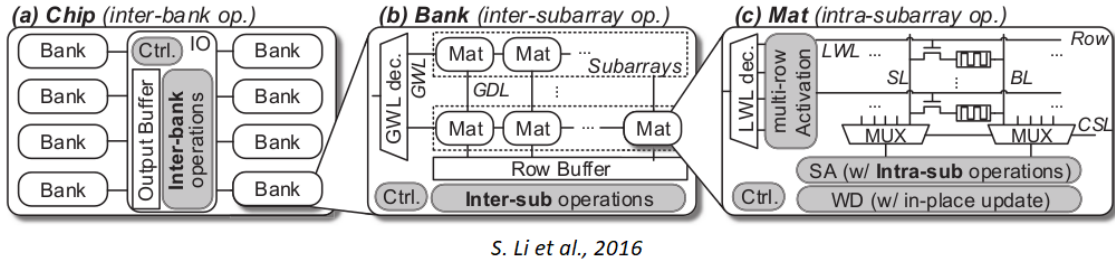 (a) Chip (inter-bank op.)
Bank
Bank
Bank
Bank
Ctrl.
IO
Output Buffer
Inter-bank
operations
Bank
Bank
Bank
Bank
(b) Bank (inter-subarray op.)
GWL dec.
GWL
Mat
Mat
...
Subarrays
GDL
...
Mat
Mat
...
Mat
Row Buffer
Ctrl.
Inter-sub operations
(c) Mat (intra-subarray op.)
LWL dec.
multi-row
Activation
LWL
...
...
Row
SL
...
BL
...
...
MUX
MUX
CSL
SA (w/ Intra-sub operations)
Ctrl.
WD (w/ in-place update)
S. Li et al., 2016